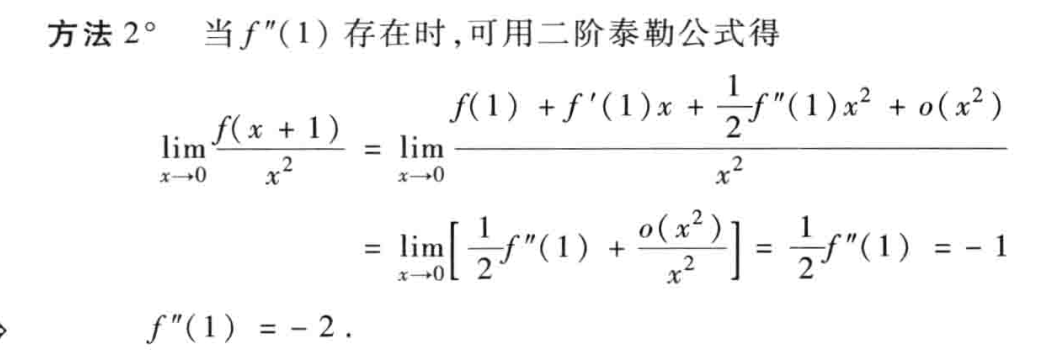 方法 2° 当 f″(1) 存在时,可用二阶泰勒公式得
lim_{x→0} f(x + 1)/x² = lim_{x→0} (f(1) + f′(1)x + 1/2 f″(1)x² + o(x²))/x²
= lim_{x→0}[1/2 f″(1) + o(x²)/x²] = 1/2 f″(1) = - 1
f″(1) = - 2 .